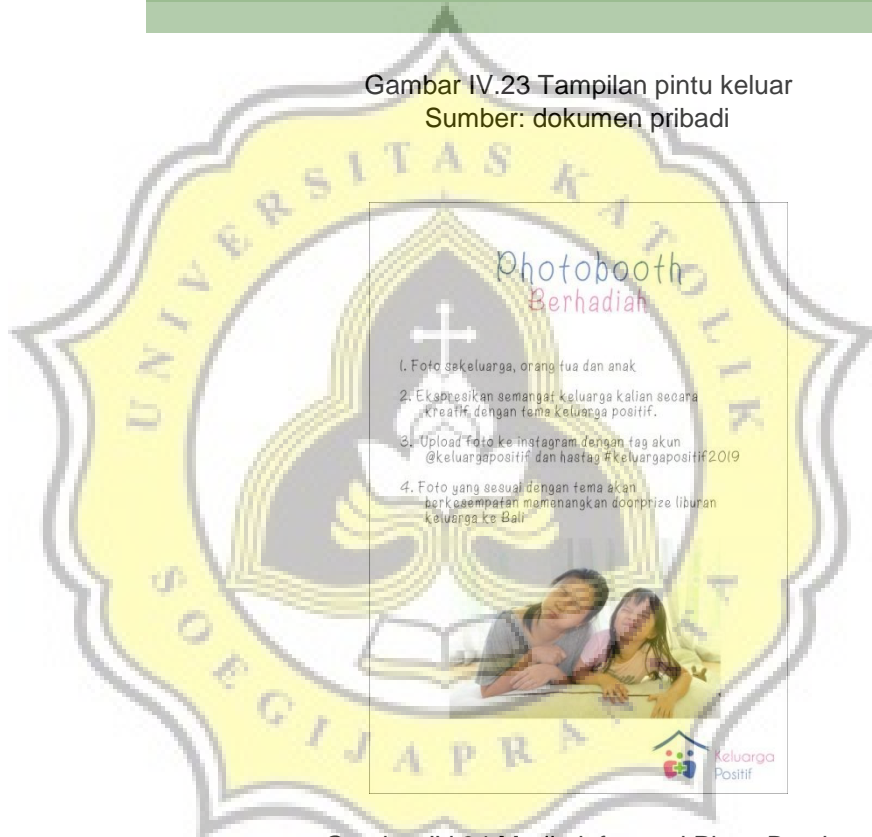 Gambar IV.23 Tampilan pintu keluar
Sumber: dokumen pribadi
UNIVERSITAS KATOLIK
Photobooth
Berhadiah
1. Foto sekeluarga, orang tua dan anak
2. Ekspresikan semangat keluarga kalian secara
kreatif dengan tema keluarga positif.
3. Upload foto ke instagram dengan tag akun
@keluargapositif dan hastag #keluargapositif2019
4. Foto yang sesuai dengan tema akan
berkesempatan memenangkan doorprize liburan
keluarga ke Bali
SOEGIJAPRANATA
Keluarga
Positif